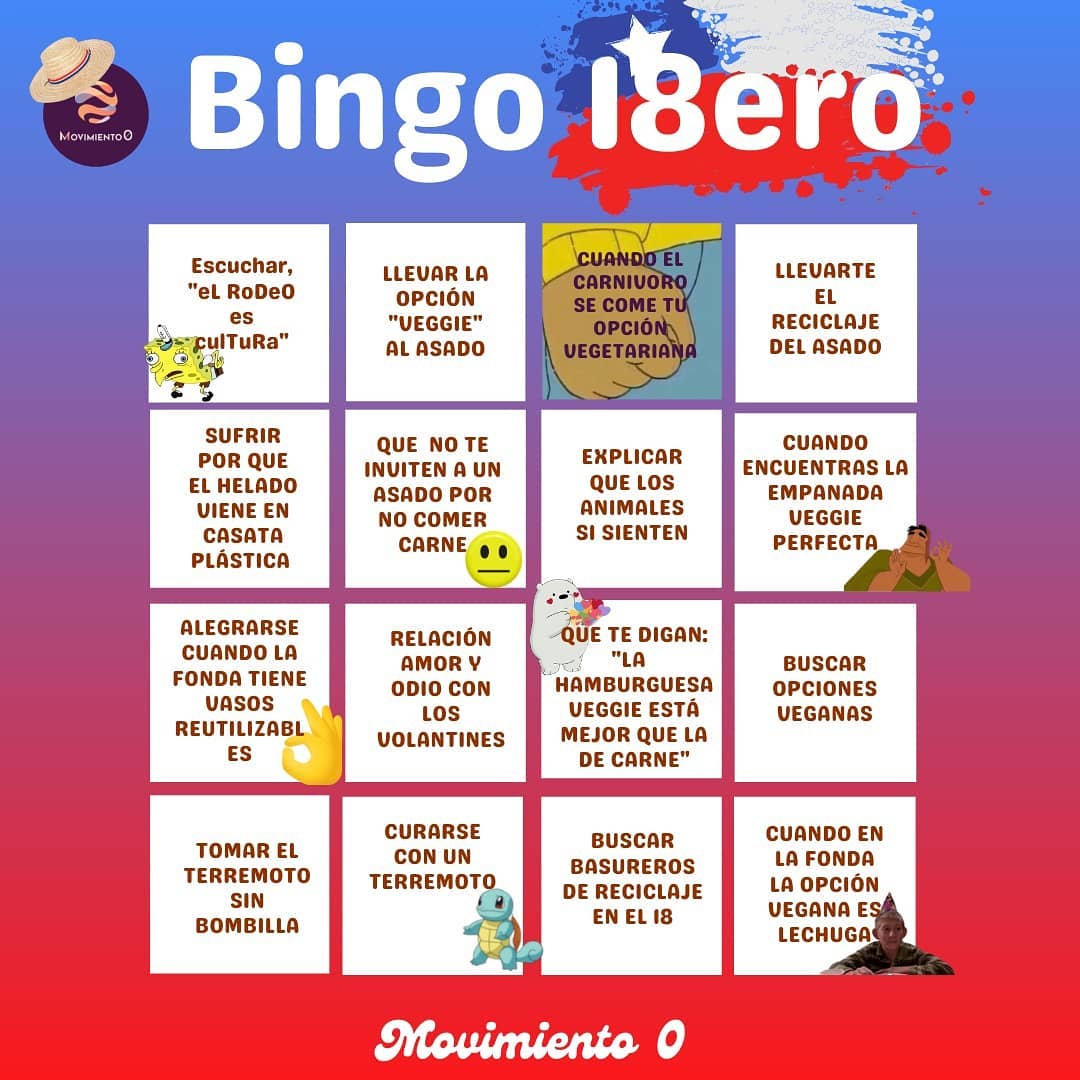 Bingo 18ero
MOVIMIENTO 0
Escuchar,
"eL RoDeO
es
culTuRa"
LLEVAR LA
OPCIÓN
"VEGGIE"
AL ASADO
CUANDO EL
CARNIVORO
SE COME TU
OPCIÓN
VEGETARIANA
LLEVARTE
EL
RECICLAJE
DEL ASADO
SUFRIR
POR QUE
EL HELADO
VIENE EN
CASATA
PLÁSTICA
QUE NO TE
INVITEN A UN
ASADO POR
NO COMER
CARNE
EXPLICAR
QUE LOS
ANIMALES
SI SIENTEN
CUANDO
ENCUENTRAS LA
EMPANADA
VEGGIE
PERFECTA
ALEGRARSE
CUANDO LA
FONDA TIENE
VASOS
REUTILIZABL
ES
RELACIÓN
AMOR Y
ODIO CON
LOS
VOLANTINES
QUE TE DIGAN:
"LA
HAMBURGUESA
VEGGIE ESTÁ
MEJOR QUE LA
DE CARNE"
BUSCAR
OPCIONES
VEGANAS
TOMAR EL
TERREMOTO
SIN
BOMBILLA
CURARSE
CON UN
TERREMOTO
BUSCAR
BASUREROS
DE RECICLAJE
EN EL 18
CUANDO EN
LA FONDA
LA OPCIÓN
VEGANA ES
LECHUGA
Movimiento 0